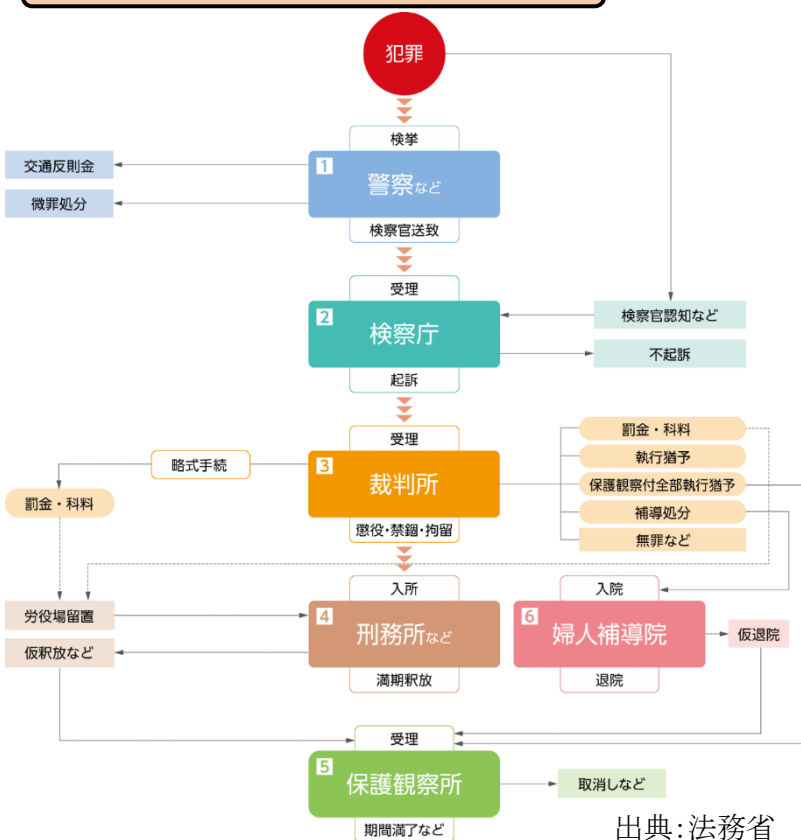 犯罪
検挙
1
警察など
交通反則金
微罪処分
検察官送致
受理
2
検察庁
検察官認知など
不起訴
起訴
受理
3
裁判所
略式手続
罰金・科料
罰金・科料
執行猶予
保護観察付全部執行猶予
補導処分
無罪など
懲役・禁錮・拘留
入所
4
刑務所など
労役場留置
仮釈放など
満期釈放
入院
6
婦人補導院
仮退院
退院
受理
5
保護観察所
取消しなど
期間満了など
出典:法務省